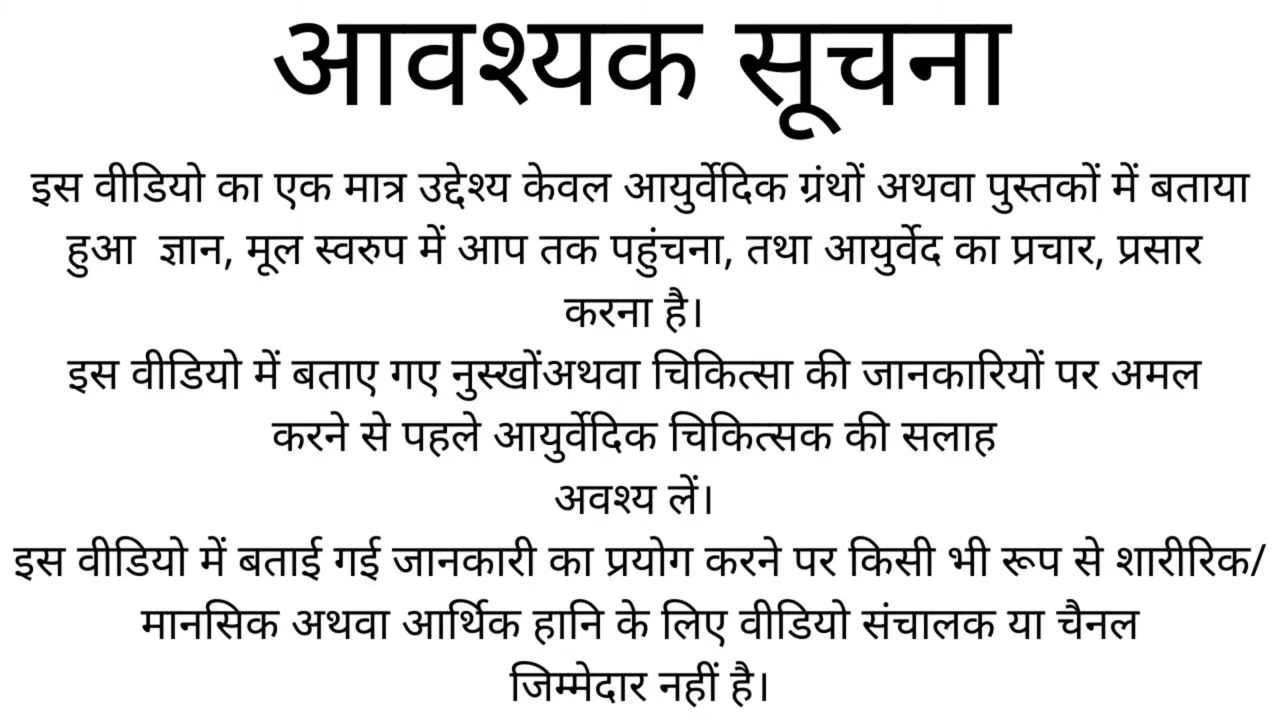 आवश्यक सूचना
इस वीडियो का एक मात्र उद्देश्य केवल आयुर्वेदिक ग्रंथों अथवा पुस्तकों में बताया
हुआ ज्ञान, मूल स्वरुप में आप तक पहुंचना, तथा आयुर्वेद का प्रचार, प्रसार
करना है।
इस वीडियो में बताए गए नुस्खोंअथवा चिकित्सा की जानकारियों पर अमल
करने से पहले आयुर्वेदिक चिकित्सक की सलाह
अवश्य लें।
इस वीडियो में बताई गई जानकारी का प्रयोग करने पर किसी भी रूप से शारीरिक/
मानसिक अथवा आर्थिक हानि के लिए वीडियो संचालक या चैनल
जिम्मेदार नहीं है।